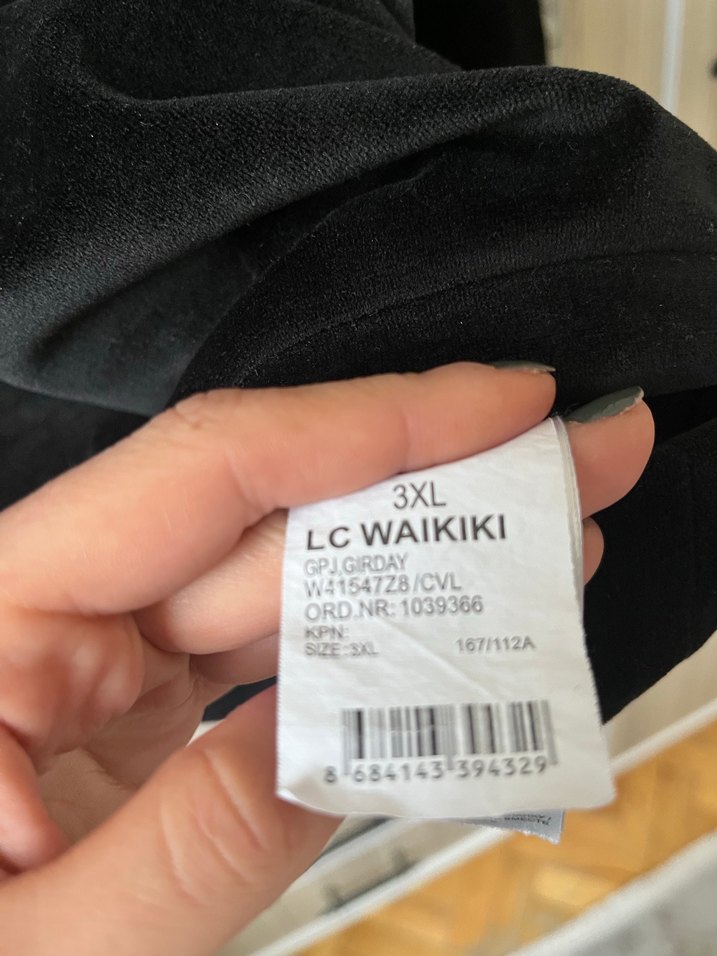 3XL
LC WAIKIKI
GPJ,GIRDAY
W41547Z8/CVL
ORD.NR: 1039366
KPN:
SIZE:3XL 167/112A
8 684143 394329